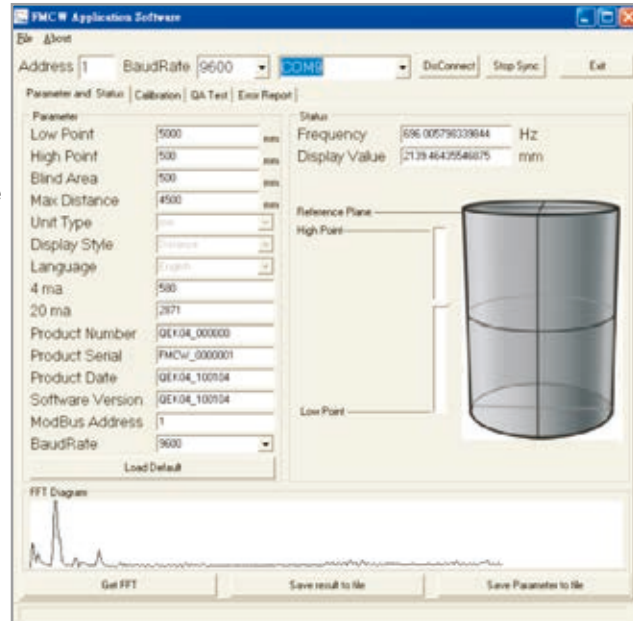 FMCW Application Software
File About
Address 1 BaudRate 9600 COM9 DisConnect Stop Sync Exit
Parameter and Status Calibration QA Test Error Report
Parameter
Low Point 5000 mm
High Point 500 mm
Blind Area 500 mm
Max Distance 4500 mm
Unit Type
Display Style Distance
Language English
4 ma 580
20 ma 2871
Product Number QEK04_000000
Product Serial FMCW_0000001
Product Date QEK04_100104
Software Version QEK04_100104
ModBus Address 1
BaudRate 9600
Load Default
Status
Frequency 696.005798339844 Hz
Display Value 2139.46435546875 mm
Reference Plane
High Point
Low Point
FFT Diagram
Get FFT Save result to file Save Parameter to file